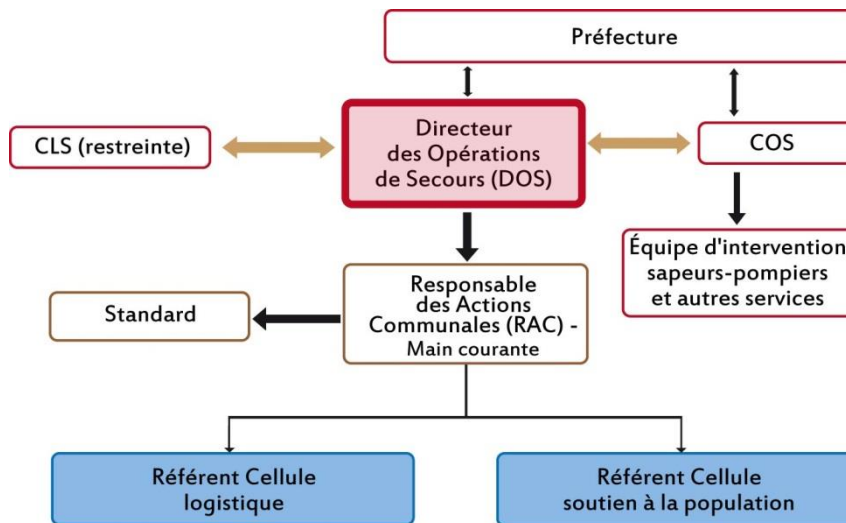 Préfecture
CLS (restreinte)
Directeur
des Opérations
de Secours (DOS)
COS
Équipe d'intervention
sapeurs-pompiers
et autres services
Standard
Responsable
des Actions
Communales (RAC) -
Main courante
Référent Cellule
logistique
Référent Cellule
soutien à la population